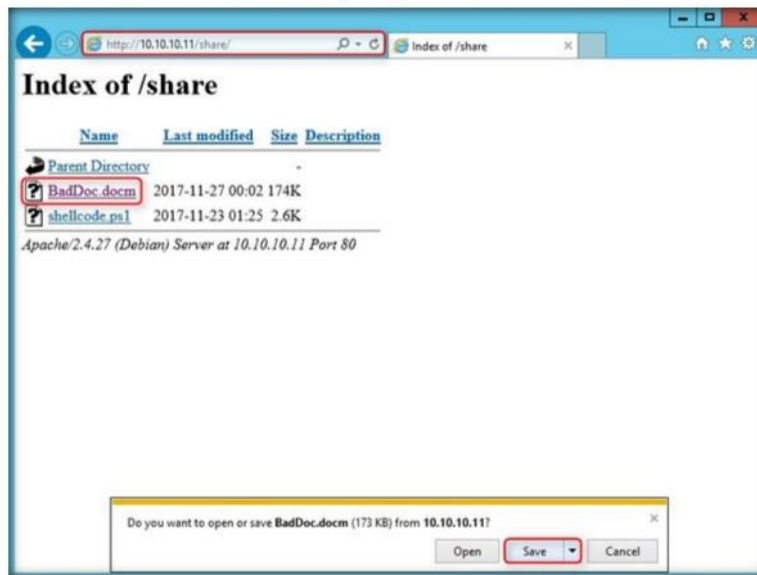 http://10.10.10.11/share/
Index of /share
Index of /share
Name Last modified Size Description
Parent Directory -
BadDoc.docm 2017-11-27 00:02 174K
shellcode.ps1 2017-11-23 01:25 2.6K
Apache/2.4.27 (Debian) Server at 10.10.10.11 Port 80
Do you want to open or save BadDoc.docm (173 KB) from 10.10.10.11?
Open Save Cancel